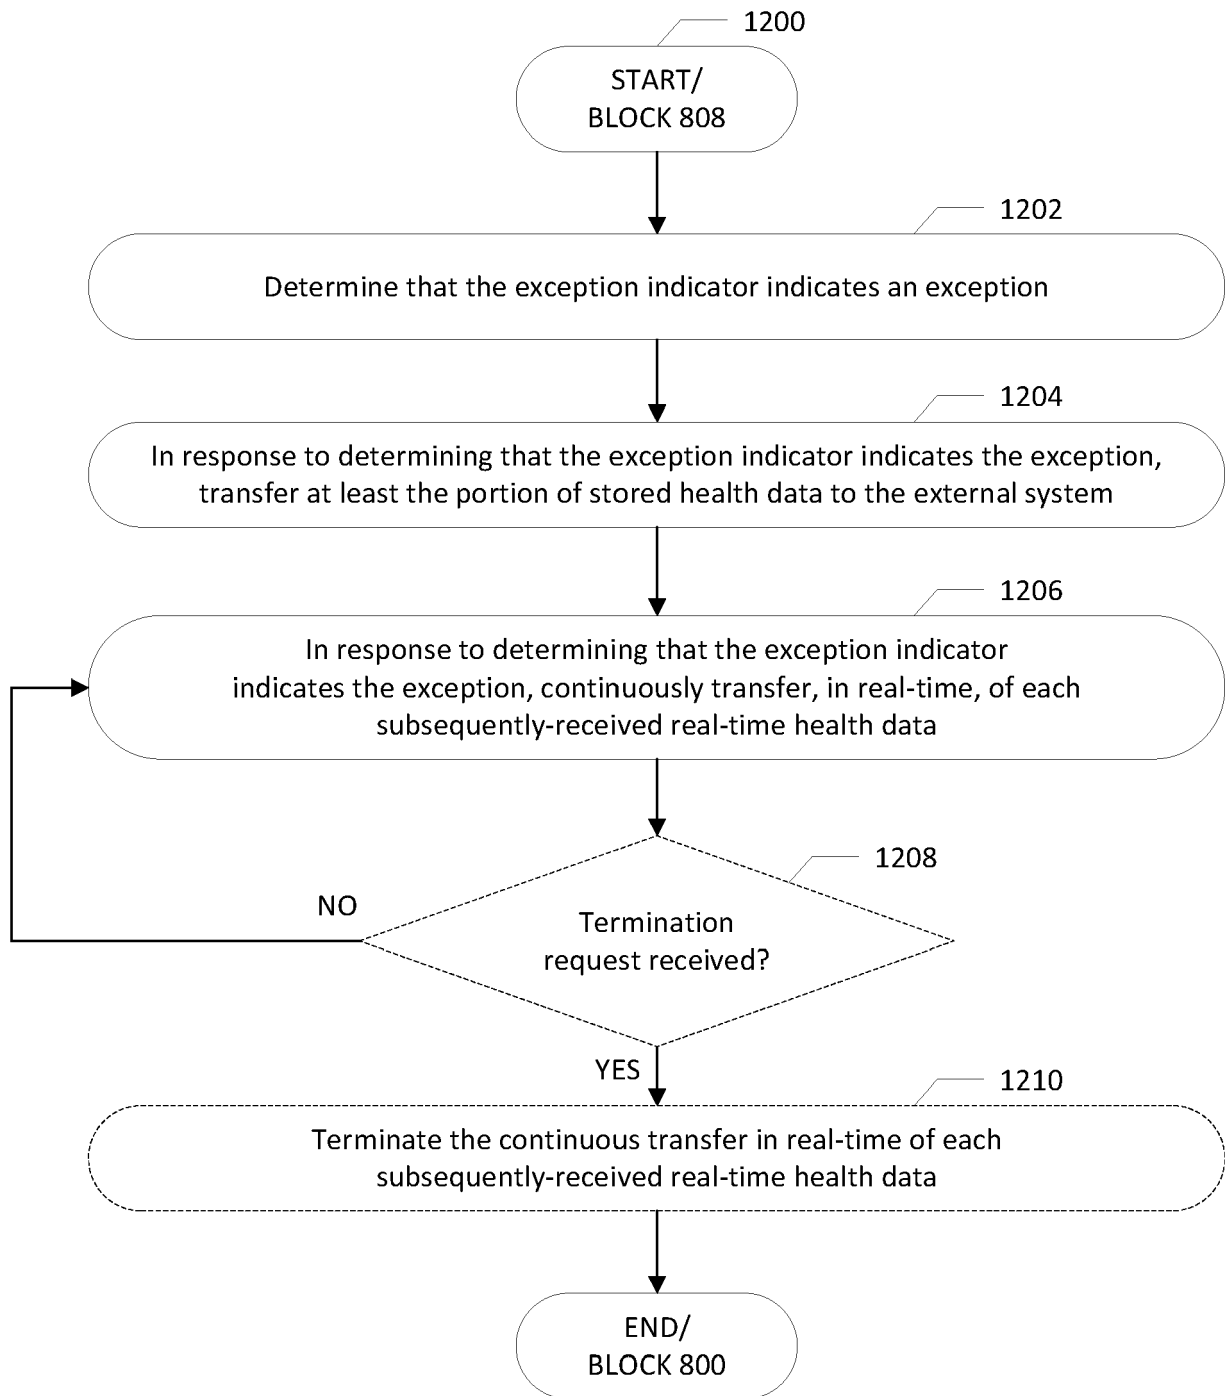 1200
START/
BLOCK 808
1202
Determine that the exception indicator indicates an exception
1204
In response to determining that the exception indicator indicates the exception,
transfer at least the portion of stored health data to the external system
1206
In response to determining that the exception indicator
indicates the exception, continuously transfer, in real-time, of each
subsequently-received real-time health data
1208
NO
Termination
request received?
YES
1210
Terminate the continuous transfer in real-time of each
subsequently-received real-time health data
END/
BLOCK 800